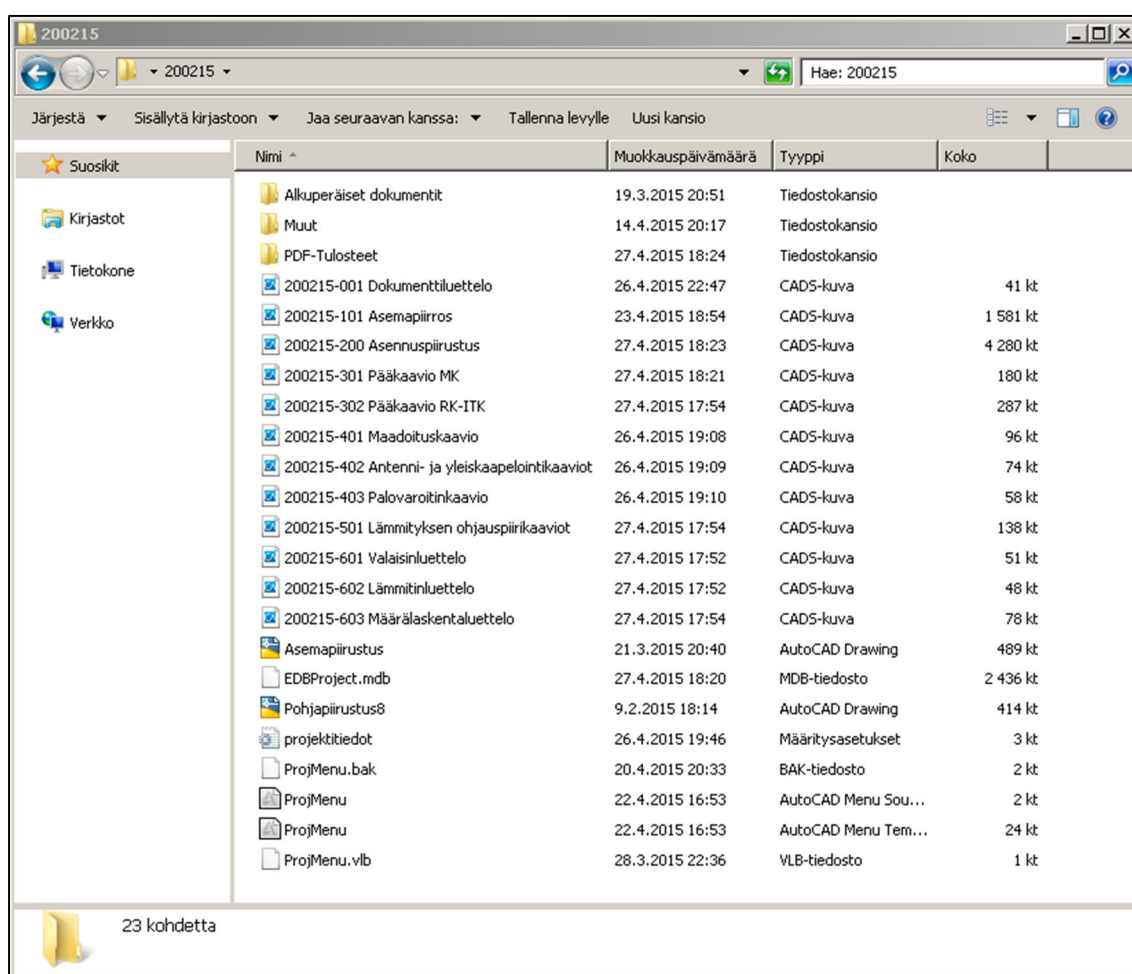 200215
200215
Hae: 200215
Järjestä Sisällytä kirjastoon Jaa seuraavan kanssa: Tallenna levylle Uusi kansio
Suosikit
Kirjastot
Tietokone
Verkko
Nimi Muokkauspäivämäärä Tyyppi Koko
Alkuperäiset dokumentit 19.3.2015 20:51 Tiedostokansio
Muut 14.4.2015 20:17 Tiedostokansio
PDF-Tulosteet 27.4.2015 18:24 Tiedostokansio
200215-001 Dokumenttiluettelo 26.4.2015 22:47 CADS-kuva 41 kt
200215-101 Asemapiirros 23.4.2015 18:54 CADS-kuva 1 581 kt
200215-200 Asennuspiirustus 27.4.2015 18:23 CADS-kuva 4 280 kt
200215-301 Pääkaavio MK 27.4.2015 18:21 CADS-kuva 180 kt
200215-302 Pääkaavio RK-ITK 27.4.2015 17:54 CADS-kuva 287 kt
200215-401 Maadoituskaavio 26.4.2015 19:08 CADS-kuva 96 kt
200215-402 Antenni- ja yleiskaapelointikaaviot 26.4.2015 19:09 CADS-kuva 74 kt
200215-403 Palovaroitinkaavio 26.4.2015 19:10 CADS-kuva 58 kt
200215-501 Lämmityksen ohjauspiirikaaviot 27.4.2015 17:54 CADS-kuva 138 kt
200215-601 Valaisinluettelo 27.4.2015 17:52 CADS-kuva 51 kt
200215-602 Lämmitinluettelo 27.4.2015 17:52 CADS-kuva 48 kt
200215-603 Määrälaskentaluettelo 27.4.2015 17:54 CADS-kuva 78 kt
Asemapiirustus 21.3.2015 20:40 AutoCAD Drawing 489 kt
EDBProject.mdb 27.4.2015 18:20 MDB-tiedosto 2 436 kt
Pohjapiirustus8 9.2.2015 18:14 AutoCAD Drawing 414 kt
projektitiedot 26.4.2015 19:46 Määritysasetukset 3 kt
ProjMenu.bak 20.4.2015 20:33 BAK-tiedosto 2 kt
ProjMenu 22.4.2015 16:53 AutoCAD Menu Sou... 2 kt
ProjMenu 22.4.2015 16:53 AutoCAD Menu Tem... 24 kt
ProjMenu.vlb 28.3.2015 22:36 VLB-tiedosto 1 kt
23 kohdetta